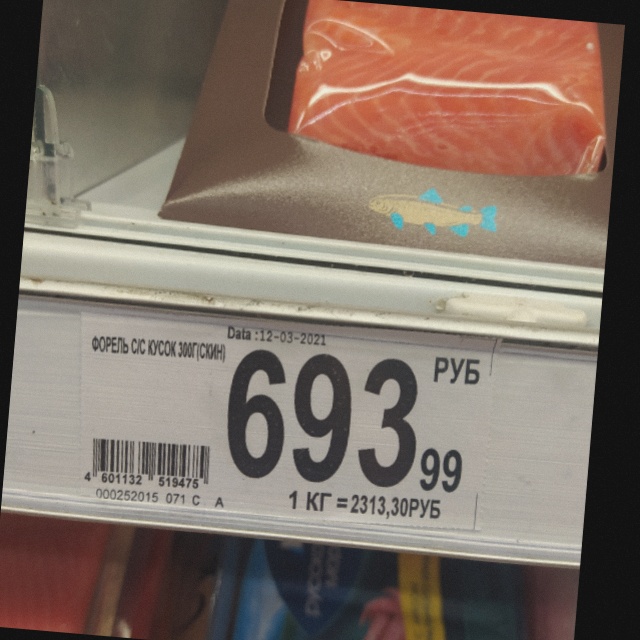 Data :12-03-2021
ФОРЕЛЬ С/С КУСОК 300Г(СКИН)
693 99 РУБ
4 601132 519475
000252015 071 С А
1 КГ =2313,30РУБ